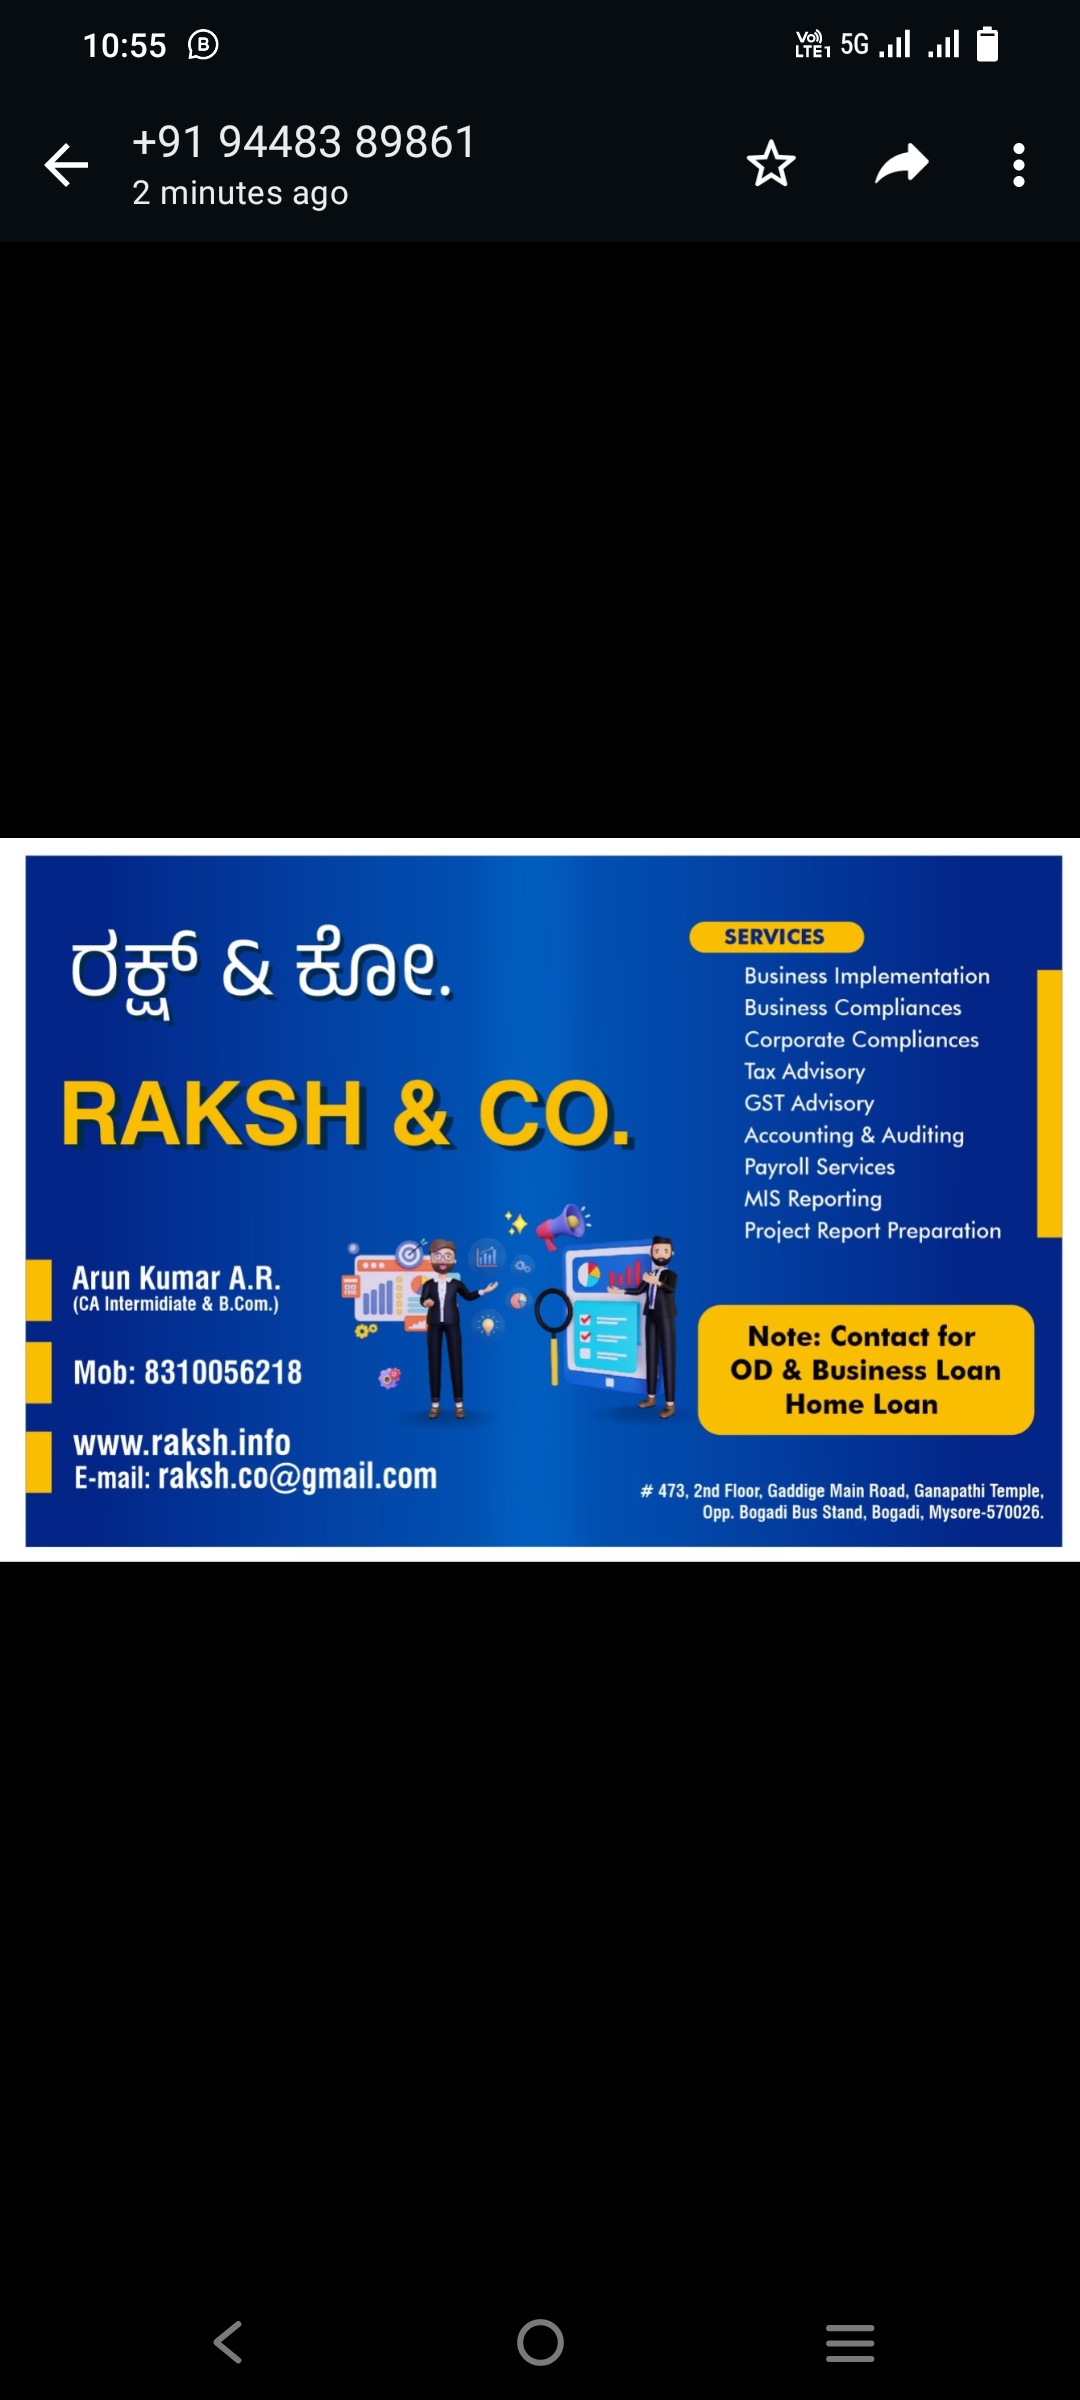 10:55
Vo)) LTE1 5G
+91 94483 89861
2 minutes ago
ರಕ್ಷ್ & ಕೋ.
RAKSH & CO.
Arun Kumar A.R.
(CA Intermidiate & B.Com.)
Mob: 8310056218
www.raksh.info
E-mail: raksh.co@gmail.com
SERVICES
Business Implementation
Business Compliances
Corporate Compliances
Tax Advisory
GST Advisory
Accounting & Auditing
Payroll Services
MIS Reporting
Project Report Preparation
Note: Contact for
OD & Business Loan
Home Loan
# 473, 2nd Floor, Gaddige Main Road, Ganapathi Temple,
Opp. Bogadi Bus Stand, Bogadi, Mysore-570026.